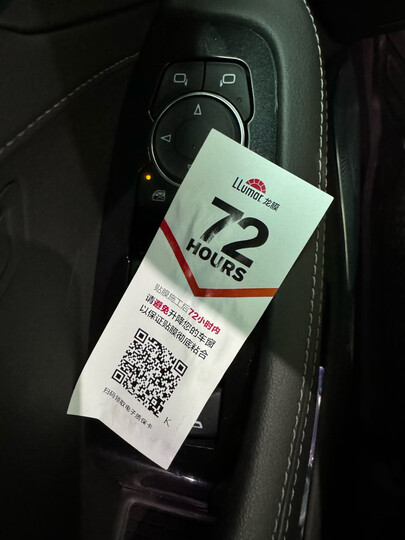 LLumar 龙膜
72
HOURS
贴膜施工后72小时内
请避免升降您的车窗
以保证贴膜彻底粘合
K
扫码领取电子质保卡